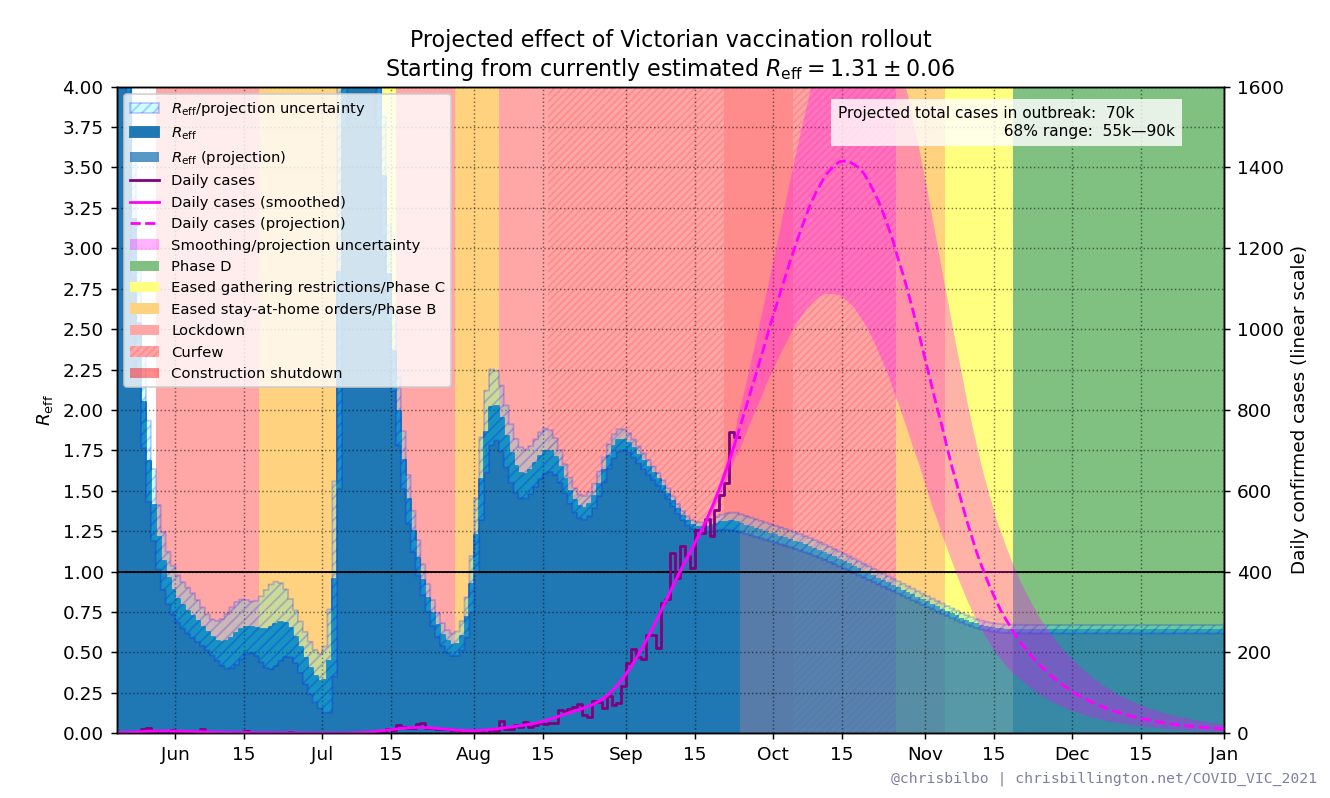 Projected effect of Victorian vaccination rollout
Starting from currently estimated R_eff = 1.31 ± 0.06
R_eff/projection uncertainty
R_eff
R_eff (projection)
Daily cases
Daily cases (smoothed)
Daily cases (projection)
Smoothing/projection uncertainty
Phase D
Eased gathering restrictions/Phase C
Eased stay-at-home orders/Phase B
Lockdown
Curfew
Construction shutdown
Projected total cases in outbreak: 70k
68% range: 55k—90k
R_eff
4.00
3.75
3.50
3.25
3.00
2.75
2.50
2.25
2.00
1.75
1.50
1.25
1.00
0.75
0.50
0.25
0.00
1600
1400
1200
1000
800
600
400
200
0
Daily confirmed cases (linear scale)
Jun 15 Jul 15 Aug 15 Sep 15 Oct 15 Nov 15 Dec 15 Jan
@chrisbilbo | chrisbillington.net/COVID_VIC_2021